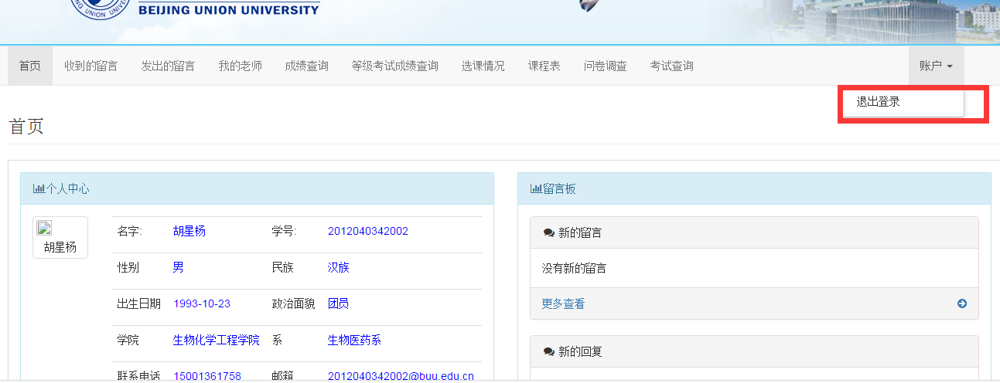 BEIJING UNION UNIVERSITY
首页 收到的留言 发出的留言 我的老师 成绩查询 等级考试成绩查询 选课情况 课程表 问卷调查 考试查询 账户
退出登录
首页
个人中心
胡星杨
名字: 胡星杨 学号: 2012040342002
性别 男 民族 汉族
出生日期 1993-10-23 政治面貌 团员
学院 生物化学工程学院 系 生物医药系
联系电话 15001361758 邮箱 2012040342002@buu.edu.cn
留言板
新的留言
没有新的留言
更多查看
新的回复